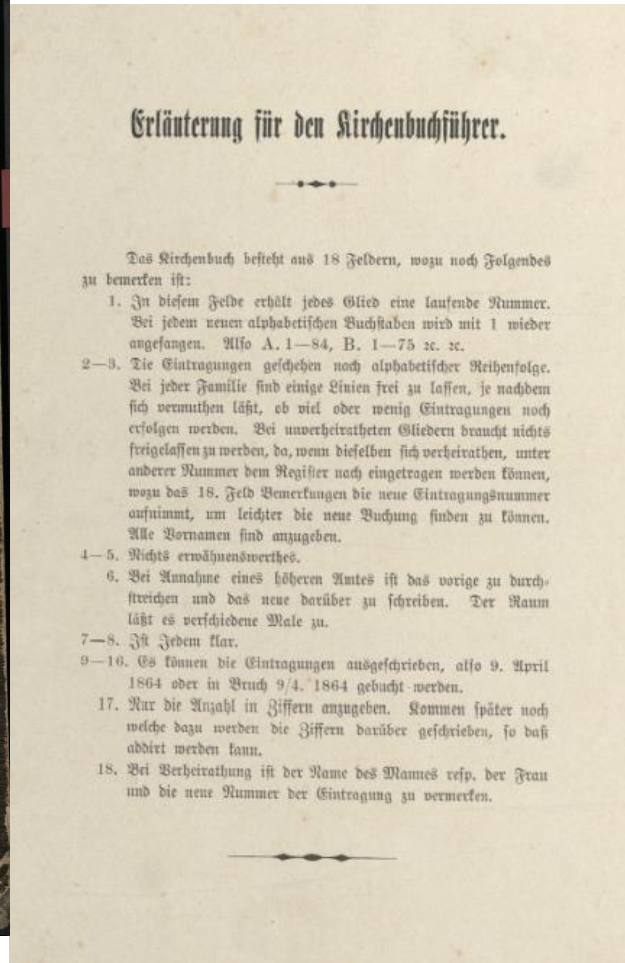 Erläuterung für den Kirchenbuchführer.
Das Kirchenbuch besteht aus 18 Feldern, wozu noch Folgendes
zu bemerken ist:
1. In diesem Felde erhält jedes Glied eine laufende Nummer.
Bei jedem neuen alphabetischen Buchstaben wird mit 1 wieder
angefangen. Also A. 1—84, B. 1—75 ꝛc. ꝛc.
2—3. Die Eintragungen geschehen nach alphabetischer Reihenfolge.
Bei jeder Familie sind einige Linien frei zu lassen, je nachdem
sich vermuthen läßt, ob viel oder wenig Eintragungen noch
erfolgen werden. Bei unverheiratheten Gliedern braucht nichts
freigelassen zu werden, da, wenn dieselben sich verheirathen, unter
anderer Nummer dem Register nach eingetragen werden können,
wozu das 18. Feld Bemerkungen die neue Eintragungsnummer
aufnimmt, um leichter die neue Buchung finden zu können.
Alle Vornamen sind anzugeben.
4—5. Nichts erwähnenswerthes.
6. Bei Annahme eines höheren Amtes ist das vorige zu durch-
streichen und das neue darüber zu schreiben. Der Raum
läßt es verschiedene Male zu.
7—8. Ist Jedem klar.
9—16. Es können die Eintragungen ausgeschrieben, also 9. April
1864 oder in Bruch 9/4. 1864 gebucht werden.
17. Nur die Anzahl in Ziffern anzugeben. Kommen später noch
welche dazu werden die Ziffern darüber geschrieben, so daß
addirt werden kann.
18. Bei Verheirathung ist der Name des Mannes resp. der Frau
und die neue Nummer der Eintragung zu vermerken.